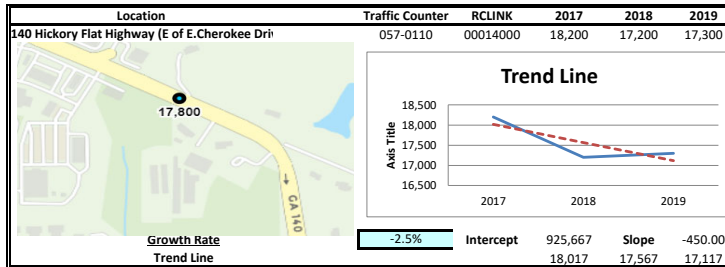 Location Traffic Counter RCLINK 2017 2018 2019
140 Hickory Flat Highway (E of E.Cherokee Driv 057-0110 00014000 18,200 17,200 17,300
17,800
GA 140
Trend Line
Axis Title
18,500
18,000
17,500
17,000
16,500
2017 2018 2019
Growth Rate -2.5% Intercept 925,667 Slope -450.00
Trend Line 18,017 17,567 17,117